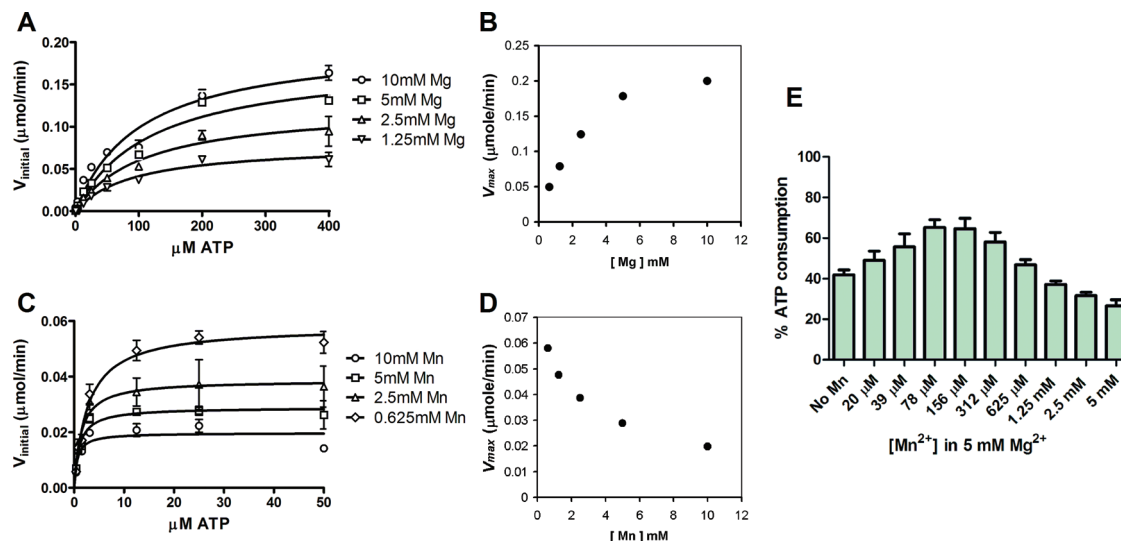 A
V initial (μmol/min)
0.20
0.15
0.10
0.05
0.00
0 100 200 300 400
μM ATP
10mM Mg
5mM Mg
2.5mM Mg
1.25mM Mg
B
Vmax (μmole/min)
0.25
0.2
0.15
0.1
0.05
0
0 2 4 6 8 10 12
[ Mg ] mM
C
V initial (μmol/min)
0.06
0.04
0.02
0.00
0 10 20 30 40 50
μM ATP
10mM Mn
5mM Mn
2.5mM Mn
0.625mM Mn
D
Vmax (μmole/min)
0.07
0.06
0.05
0.04
0.03
0.02
0.01
0
0 2 4 6 8 10 12
[ Mn ] mM
E
% ATP consumption
100
80
60
40
20
0
No Mn
20 μM
39 μM
78 μM
156 μM
312 μM
625 μM
1.25 mM
2.5 mM
5 mM
[Mn2+] in 5 mM Mg2+